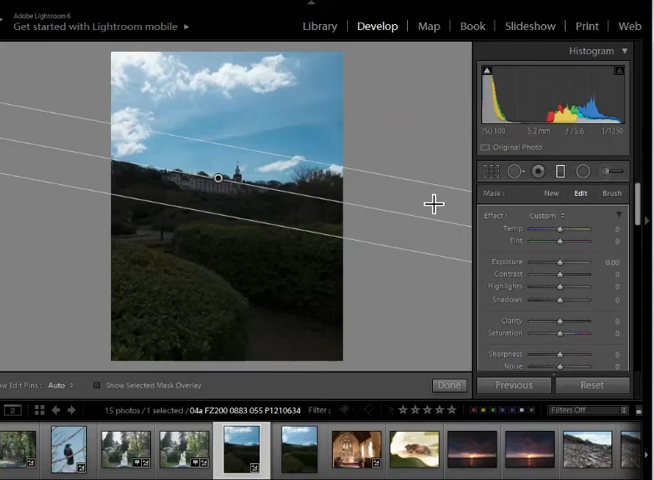 Adobe Lightroom 6
Get started with Lightroom mobile
Library Develop Map Book Slideshow Print Web
Histogram
ISO 100 5.2 mm f / 5.6 1/1250
Original Photo
Mask : New Edit Brush
Effect : Custom
Temp 0
Tint 0
Exposure 0.00
Contrast 0
Highlights 0
Shadows 0
Clarity 0
Saturation 0
Sharpness 0
Noise 0
ow Edit Pins : Auto Show Selected Mask Overlay Done Previous Reset
2 15 photos / 1 selected / 04a FZ200 0883 055 P1210634 Filter : Filters Off